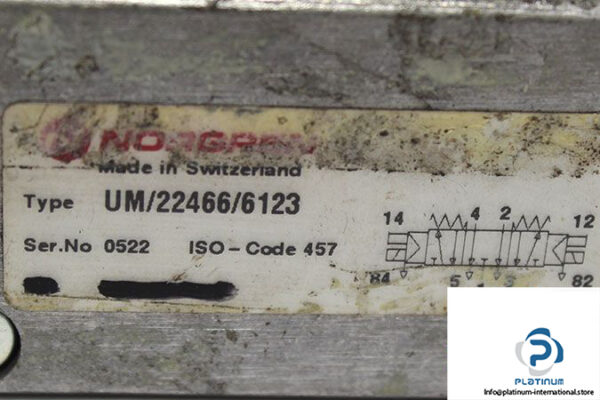 NORGREN
Made in Switzerland
Type UM/22466/6123
Ser.No 0522 ISO-Code 457
14 4 2 12
84 5 3 82
PLATINUM
Info@platinum-international.store